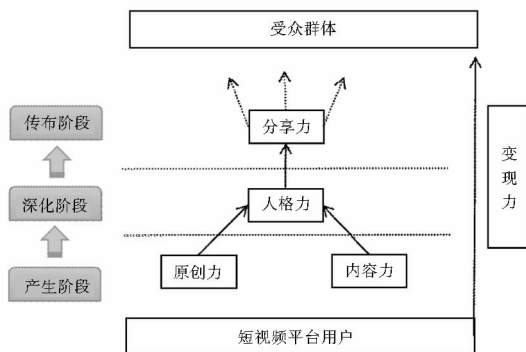 受众群体
传布阶段
分享力
变现力
深化阶段
人格力
产生阶段
原创力
内容力
短视频平台用户